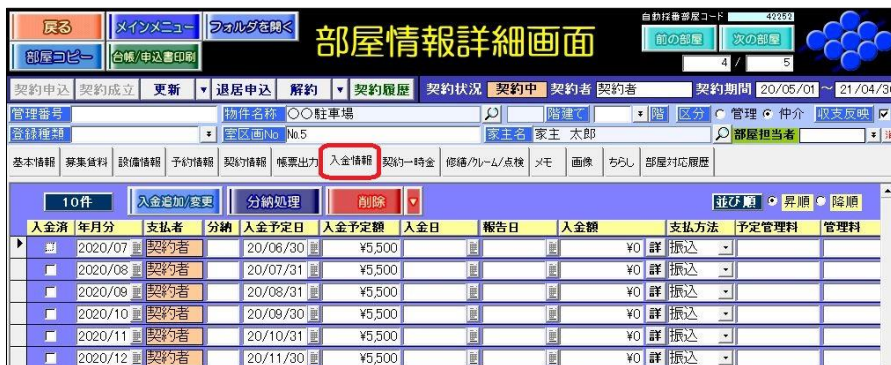 戻る メインメニュー フォルダを開く 部屋情報詳細画面 自動採番部屋コード 42252
前の部屋 次の部屋
部屋コピー 台帳/申込書印刷 4 / 5
契約申込 契約成立 更新 ▼ 退居申込 解約 ▼ 契約履歴 契約状況 契約中 契約者 契約者 契約期間 20/05/01 ~ 21/04/30
管理番号 物件名称 〇〇駐車場 階建て 階 区分 管理 仲介 収支反映
登録種類 室区画No No.5 家主名 家主 太郎 部屋担当者
基本情報 募集賃料 設備情報 予約情報 契約情報 帳票出力 入金情報 契約一時金 修繕/クレーム/点検 メモ 画像 ちらし 部屋対応履歴
10件 入金追加/変更 分納処理 削除 ▼ 並び順 昇順 降順
入金済 年月分 支払者 分納 入金予定日 入金予定額 入金日 報告日 入金額 支払方法 予定管理料 管理料
2020/07 契約者 20/06/30 ¥5,500 ¥0 詳 振込
2020/08 契約者 20/07/31 ¥5,500 ¥0 詳 振込
2020/09 契約者 20/08/31 ¥5,500 ¥0 詳 振込
2020/10 契約者 20/09/30 ¥5,500 ¥0 詳 振込
2020/11 契約者 20/10/31 ¥5,500 ¥0 詳 振込
2020/12 契約者 20/11/30 ¥5,500 ¥0 詳 振込